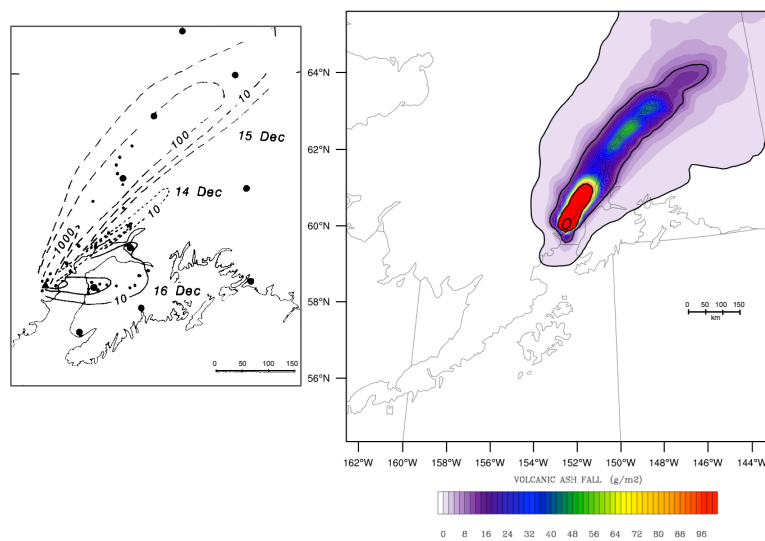 10
100
15 Dec
14 Dec
10
1000
16 Dec
10
0 50 100 150
64°N
62°N
60°N
58°N
56°N
0 50 100 150
km
162°W 160°W 158°W 156°W 154°W 152°W 150°W 148°W 146°W 144°W
VOLCANIC ASH FALL (g/m2)
0 8 16 24 32 40 48 56 64 72 80 88 96